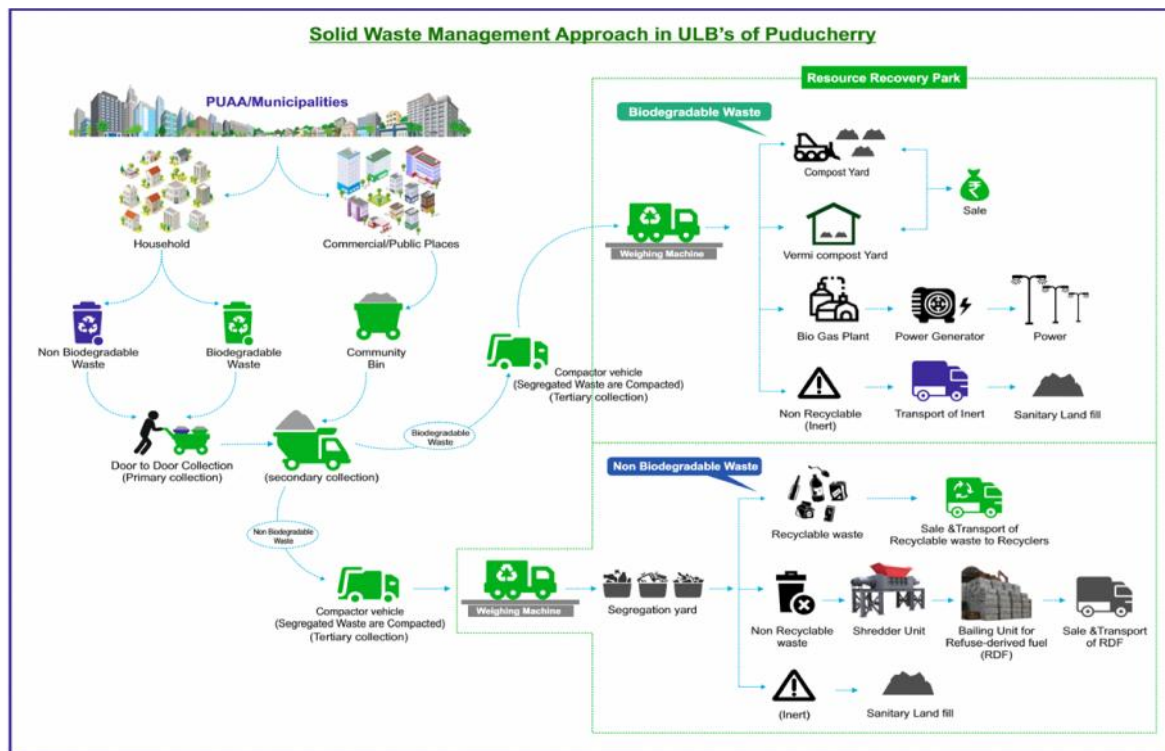 Solid Waste Management Approach in ULB's of Puducherry
Resource Recovery Park
PUAA/Municipalities
Household
Commercial/Public Places
Non Biodegradable
Waste
Biodegradable
Waste
Community
Bin
Door to Door Collection
(Primary collection)
(secondary collection)
Biodegradable
Waste
Compactor vehicle
(Segregated Waste are Compacted)
(Tertiary collection)
Non Biodegradable
Waste
Compactor vehicle
(Segregated Waste are Compacted)
(Tertiary collection)
Biodegradable Waste
Weighing Machine
Compost Yard
Vermi compost Yard
Sale
Bio Gas Plant
Power Generator
Power
Non Recyclable
(Inert)
Transport of Inert
Sanitary Land fill
Non Biodegradable Waste
Weighing Machine
Segregation yard
Recyclable waste
Sale &Transport of
Recyclable waste to Recyclers
Non Recyclable
waste
Shredder Unit
Bailing Unit for
Refuse-derived fuel
(RDF)
Sale &Transport
of RDF
(Inert)
Sanitary Land fill